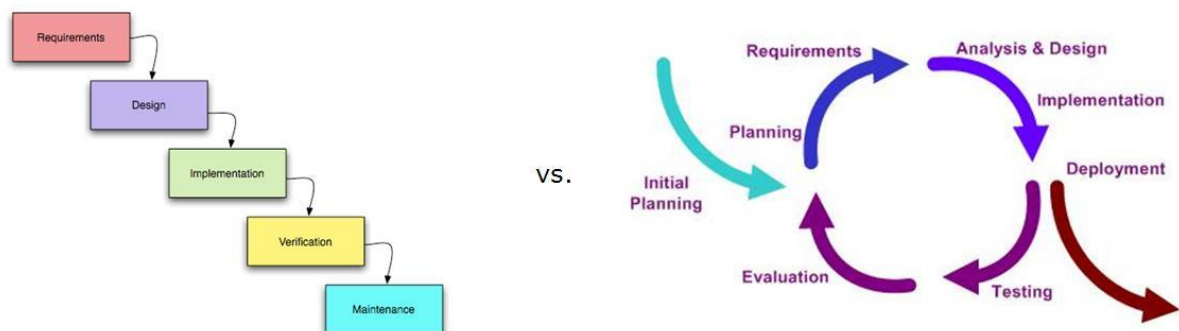 Requirements
Design
Implementation
Verification
Maintenance
vs.
Initial
Planning
Planning
Requirements
Analysis & Design
Implementation
Deployment
Testing
Evaluation